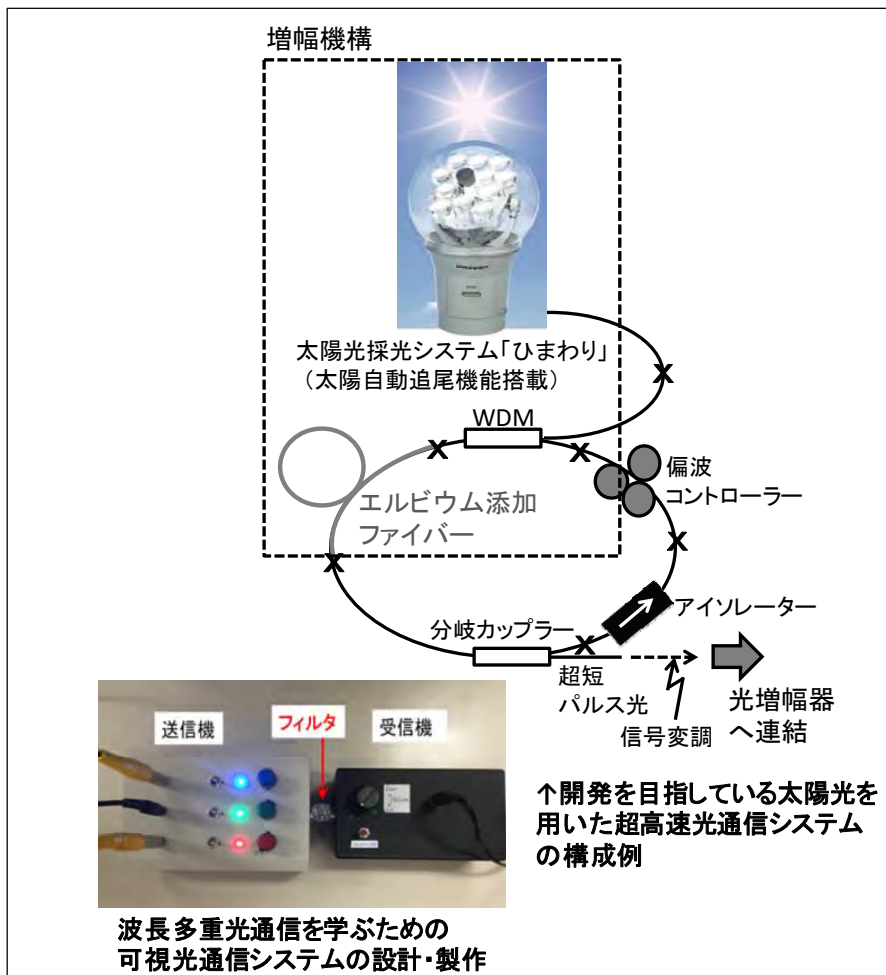 増幅機構
太陽光採光システム「ひまわり」
(太陽自動追尾機能搭載)
WDM
偏波
コントローラー
エルビウム添加
ファイバー
アイソレーター
分岐カップラー
超短
パルス光
信号変調
光増幅器
へ連結
送信機
フィルタ
受信機
↑開発を目指している太陽光を
用いた超高速光通信システム
の構成例
波長多重光通信を学ぶための
可視光通信システムの設計・製作